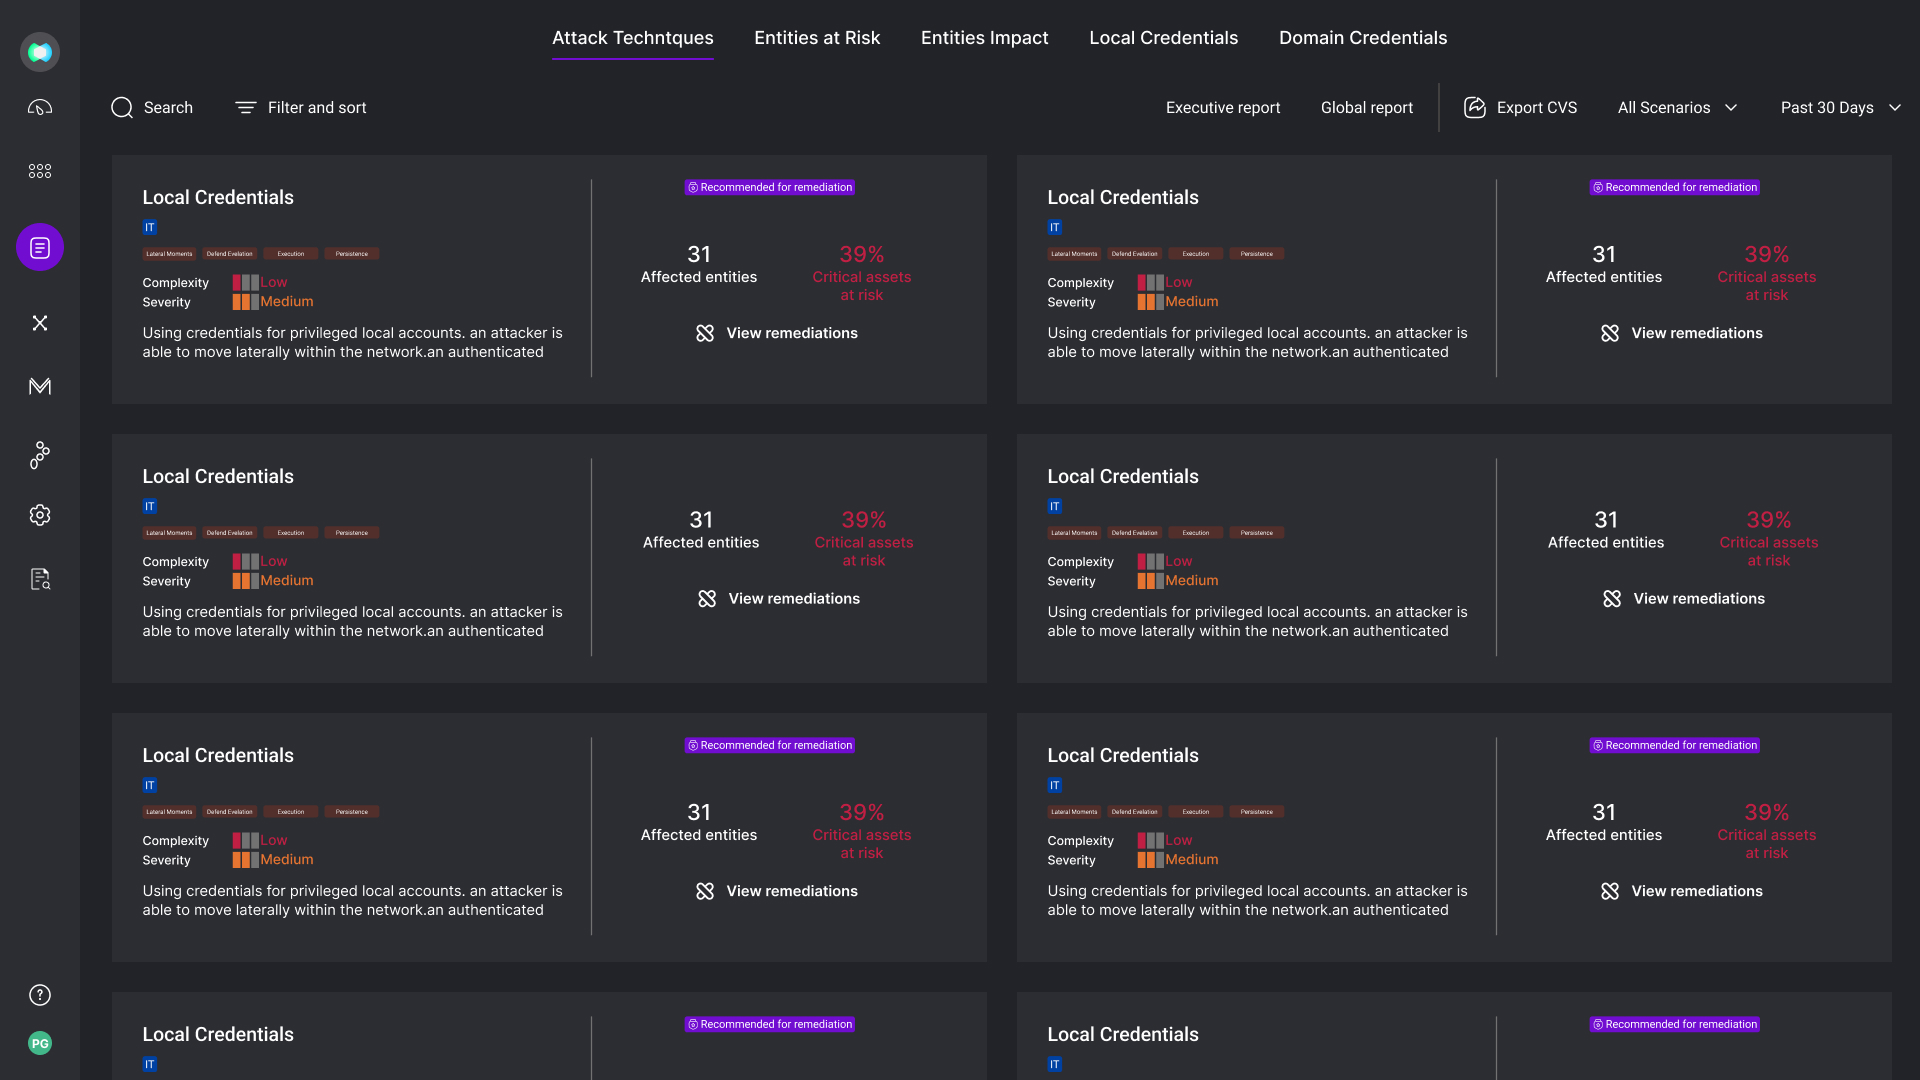 Attack Techntques
Entities at Risk
Entities Impact
Local Credentials
Domain Credentials
Search
Filter and sort
Executive report
Global report
Export CVS
All Scenarios
Past 30 Days
Local Credentials
IT
Lateral Moments
Defend Evelation
Execution
Persistence
Complexity
Low
Severity
Medium
Using credentials for privileged local accounts. an attacker is
able to move laterally within the network.an authenticated
Recommended for remediation
31
Affected entities
39%
Critical assets
at risk
View remediations
Local Credentials
IT
Lateral Moments
Defend Evelation
Execution
Persistence
Complexity
Low
Severity
Medium
Using credentials for privileged local accounts. an attacker is
able to move laterally within the network.an authenticated
Recommended for remediation
31
Affected entities
39%
Critical assets
at risk
View remediations
Local Credentials
IT
Lateral Moments
Defend Evelation
Execution
Persistence
Complexity
Low
Severity
Medium
Using credentials for privileged local accounts. an attacker is
able to move laterally within the network.an authenticated
31
Affected entities
39%
Critical assets
at risk
View remediations
Local Credentials
IT
Lateral Moments
Defend Evelation
Execution
Persistence
Complexity
Low
Severity
Medium
Using credentials for privileged local accounts. an attacker is
able to move laterally within the network.an authenticated
31
Affected entities
39%
Critical assets
at risk
View remediations
Local Credentials
IT
Lateral Moments
Defend Evelation
Execution
Persistence
Complexity
Low
Severity
Medium
Using credentials for privileged local accounts. an attacker is
able to move laterally within the network.an authenticated
Recommended for remediation
31
Affected entities
39%
Critical assets
at risk
View remediations
Local Credentials
IT
Lateral Moments
Defend Evelation
Execution
Persistence
Complexity
Low
Severity
Medium
Using credentials for privileged local accounts. an attacker is
able to move laterally within the network.an authenticated
Recommended for remediation
31
Affected entities
39%
Critical assets
at risk
View remediations
Local Credentials
IT
Recommended for remediation
Local Credentials
IT
Recommended for remediation
PG